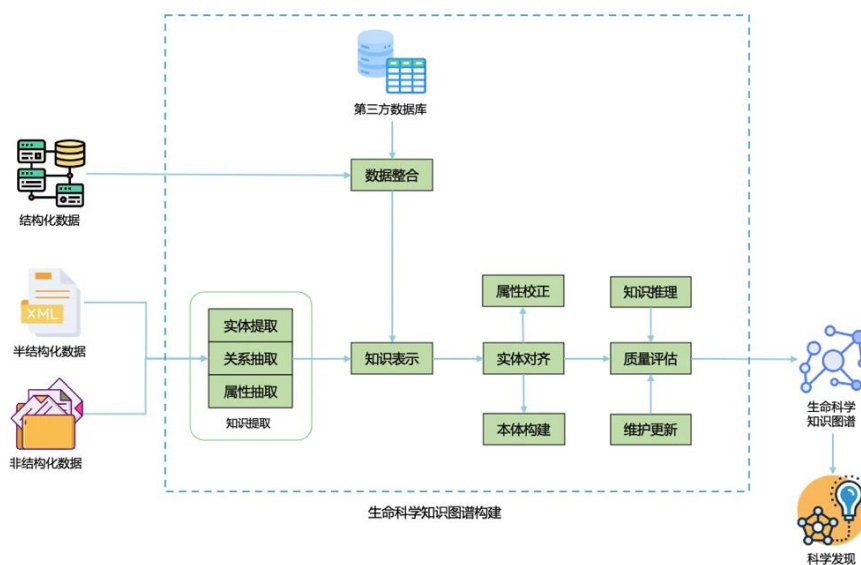 第三方数据库
数据整合
结构化数据
XML
半结构化数据
非结构化数据
实体提取
关系抽取
属性抽取
知识提取
知识表示
属性校正
实体对齐
本体构建
知识推理
质量评估
维护更新
生命科学
知识图谱
科学发现
生命科学知识图谱构建